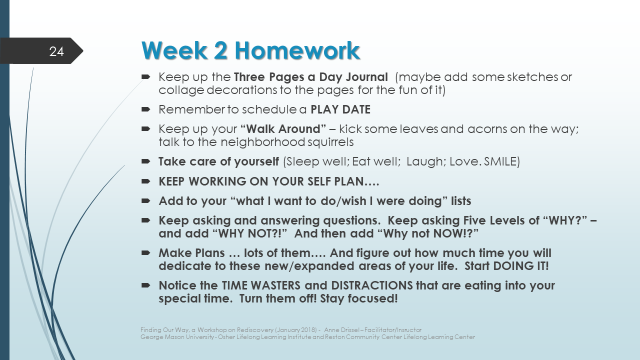 24
Week 2 Homework
Keep up the Three Pages a Day Journal (maybe add some sketches or
collage decorations to the pages for the fun of it)
Remember to schedule a PLAY DATE
Keep up your “Walk Around” – kick some leaves and acorns on the way;
talk to the neighborhood squirrels
Take care of yourself (Sleep well; Eat well; Laugh; Love. SMILE)
KEEP WORKING ON YOUR SELF PLAN….
Add to your “what I want to do/wish I were doing” lists
Keep asking and answering questions. Keep asking Five Levels of “WHY?” –
and add “WHY NOT?!” And then add “Why not NOW!?”
Make Plans … lots of them…. And figure out how much time you will
dedicate to these new/expanded areas of your life. Start DOING IT!
Notice the TIME WASTERS and DISTRACTIONS that are eating into your
special time. Turn them off! Stay focused!
Finding Our Way, a Workshop on Rediscovery (January 2018) - Anne Drissel – Facilitator/Instructor
George Mason University - Osher Lifelong Learning Institute and Reston Community Center Lifelong Learning Center